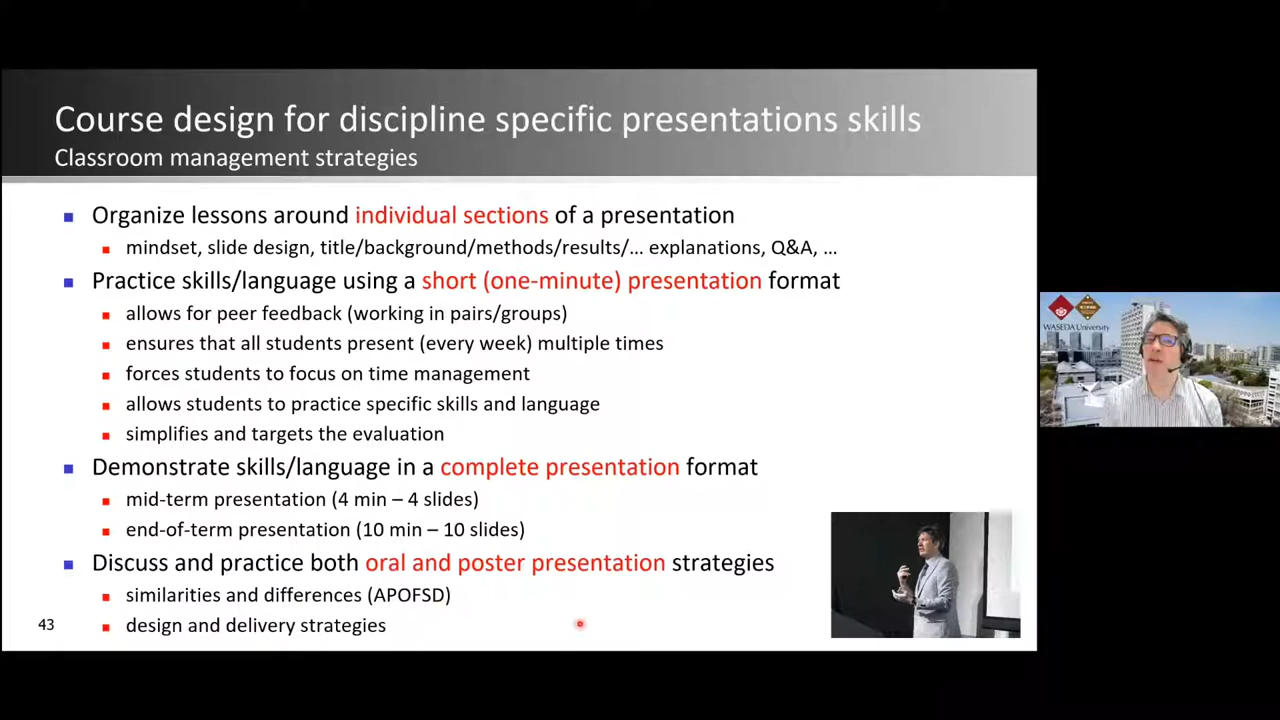 Course design for discipline specific presentations skills
Classroom management strategies
Organize lessons around individual sections of a presentation
mindset, slide design, title/background/methods/results/… explanations, Q&A, …
Practice skills/language using a short (one-minute) presentation format
allows for peer feedback (working in pairs/groups)
ensures that all students present (every week) multiple times
forces students to focus on time management
allows students to practice specific skills and language
simplifies and targets the evaluation
Demonstrate skills/language in a complete presentation format
mid-term presentation (4 min – 4 slides)
end-of-term presentation (10 min – 10 slides)
Discuss and practice both oral and poster presentation strategies
similarities and differences (APOFSD)
design and delivery strategies
43
WASEDA University